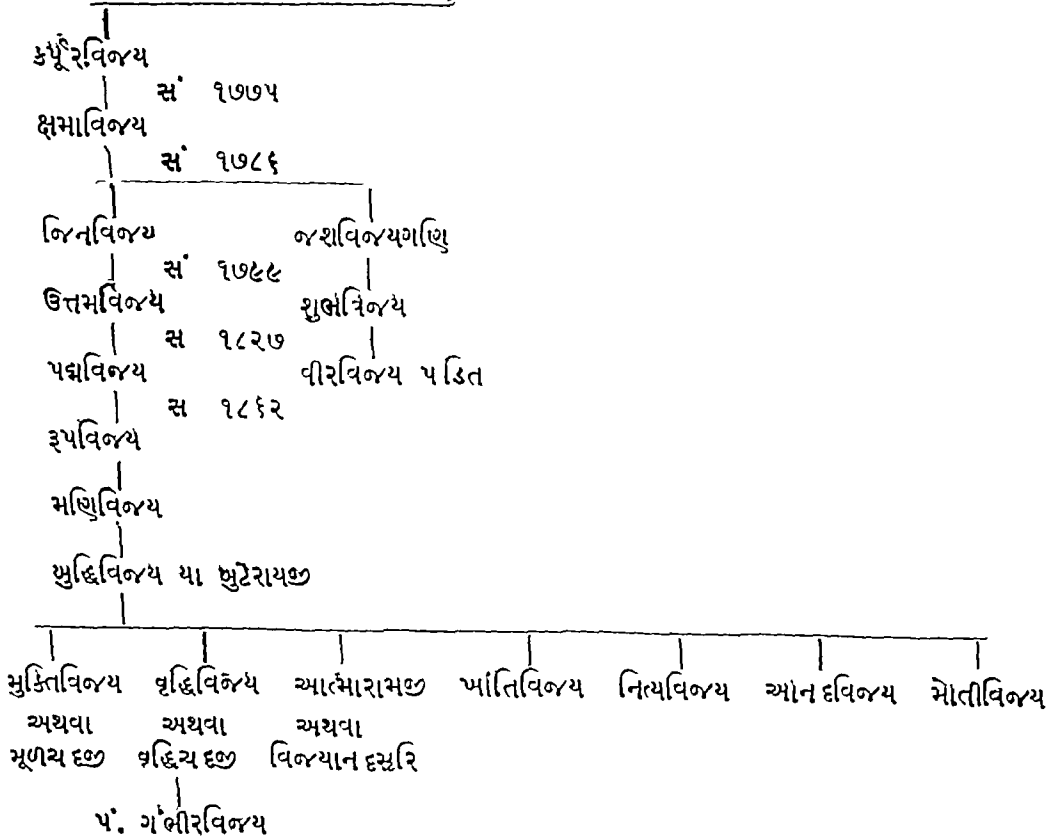 કર્પૂરવિજય
સં ૧૭૭૫
ક્ષમાવિજય
સં ૧૭૮૬
જિનવિજય જશવિજયગણિ
સં ૧૭૯૯
ઉત્તમવિજય શુભવિજય
સ ૧૮૨૭
પદ્મવિજય વીરવિજય પ ડિત
સ ૧૮૬૨
રૂપવિજય
મણિવિજય
બુદ્ધિવિજય યા બુટેરાયજી
મુક્તિવિજય વૃદ્ધિવિજય આત્મારામજી ખાંતિવિજય નિત્યવિજય આન દવિજય મોતીવિજય
અથવા અથવા અથવા
મૂળચ દજી વૃદ્ધિચ દજી વિજયાન દસૂરિ
પં. ગંભીરવિજય